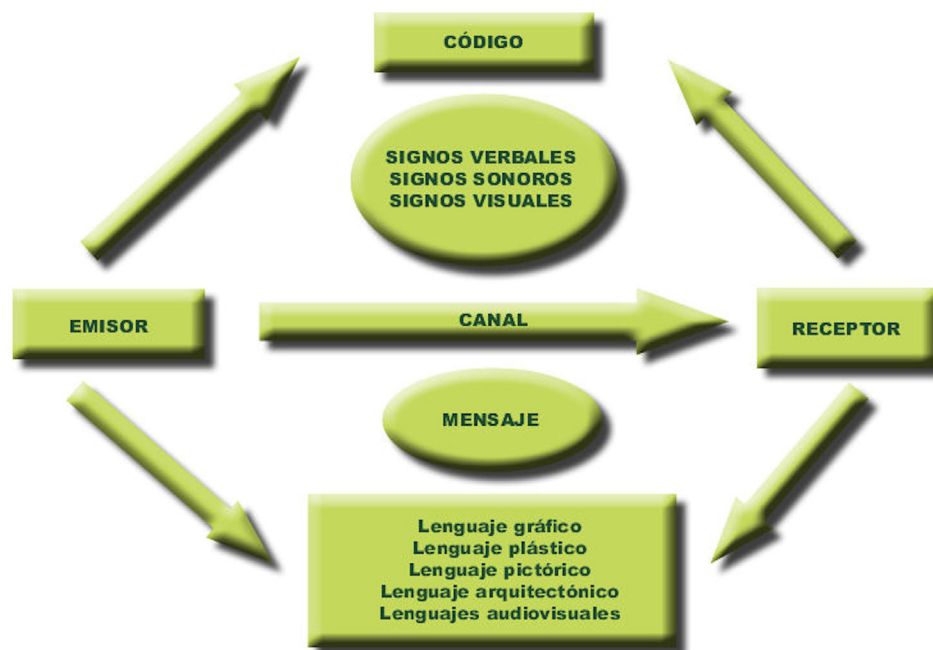 CÓDIGO
SIGNOS VERBALES
SIGNOS SONOROS
SIGNOS VISUALES
EMISOR
CANAL
RECEPTOR
MENSAJE
Lenguaje gráfico
Lenguaje plástico
Lenguaje pictórico
Lenguaje arquitectónico
Lenguajes audiovisuales